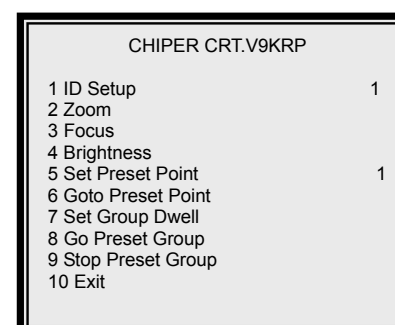 CHIPER CRT.V9KRP
1 ID Setup 1
2 Zoom
3 Focus
4 Brightness
5 Set Preset Point 1
6 Goto Preset Point
7 Set Group Dwell
8 Go Preset Group
9 Stop Preset Group
10 Exit